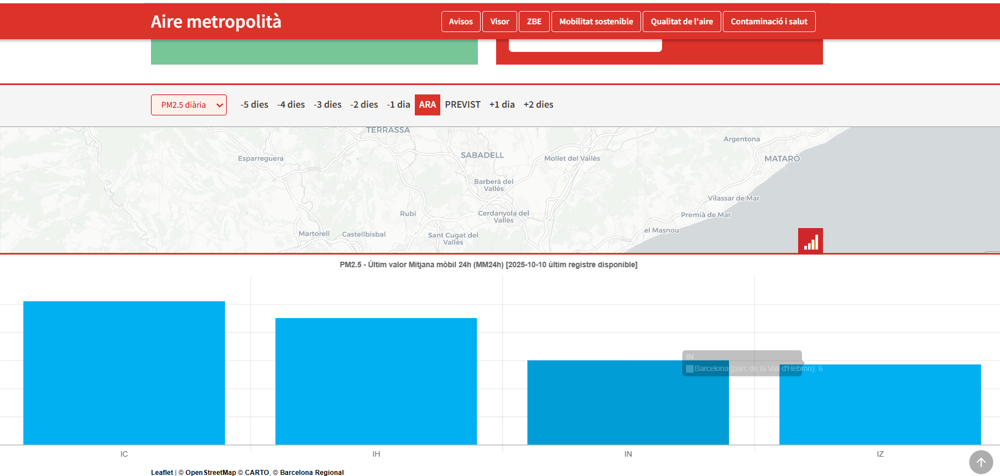 Aire metropolità
Avisos
Visor
ZBE
Mobilitat sostenible
Qualitat de l'aire
Contaminació i salut
PM2.5 diària
-5 dies
-4 dies
-3 dies
-2 dies
-1 dia
ARA
PREVIST
+1 dia
+2 dies
TERRASSA
Argentona
SABADELL
Esparreguera
Mollet del Vallès
MATARÓ
Barberà del
Vallès
Vilassar de Mar
Rubí
Cerdanyola del
Vallès
Premià de Mar
el Masnou
Martorell
Castellbisbal
Sant Cugat del
Vallès
PM2.5 - Últim valor Mitjana mòbil 24h (MM24h) [2025-10-10 últim registre disponible]
IN
Barcelona (parc de la Vall d'Hebron): 6
IC
IH
IN
IZ
Leaflet | © OpenStreetMap © CARTO, © Barcelona Regional